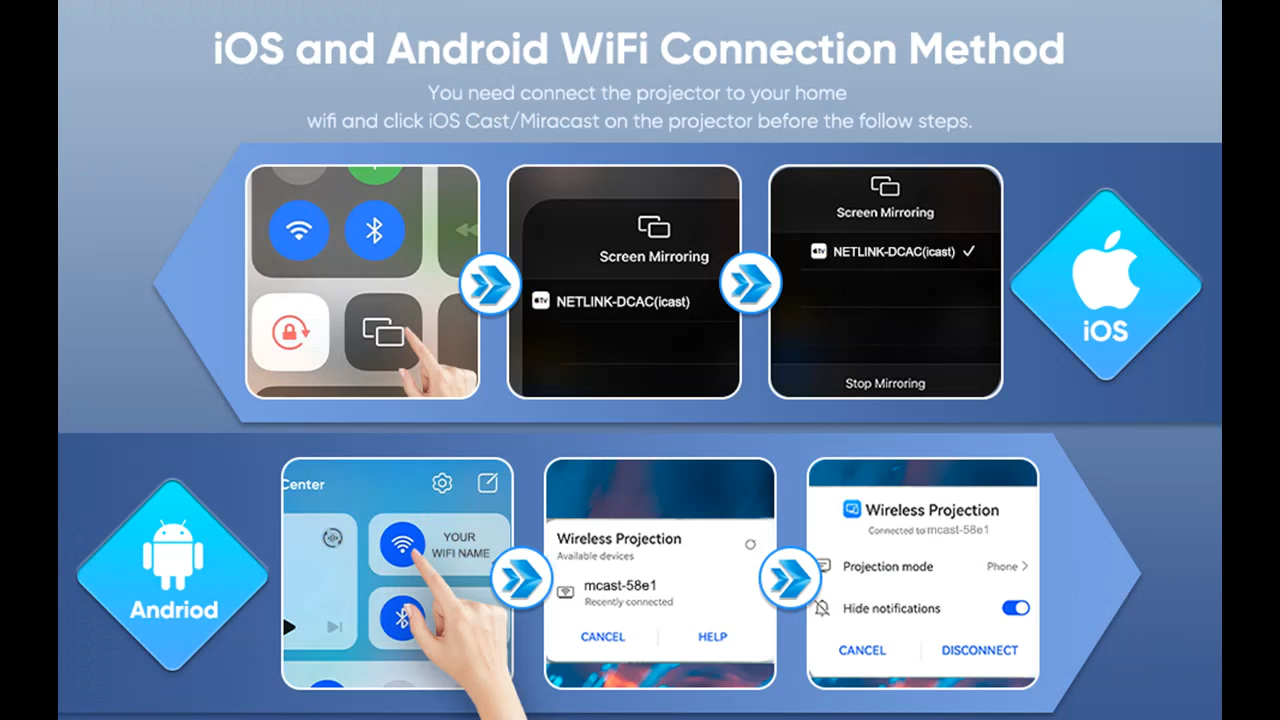 iOS and Android WiFi Connection Method
You need connect the projector to your home
wifi and click iOS Cast/Miracast on the projector before the follow steps.
Screen Mirroring
tv NETLINK-DCAC(icast)
Screen Mirroring
tv NETLINK-DCAC(icast)
Stop Mirroring
iOS
Andriod
Center
YOUR
WIFI NAME
Wireless Projection
Available devices
mcast-58e1
Recently connected
CANCEL HELP
Wireless Projection
Connected to mcast-58e1
Projection mode Phone
Hide notifications
CANCEL DISCONNECT